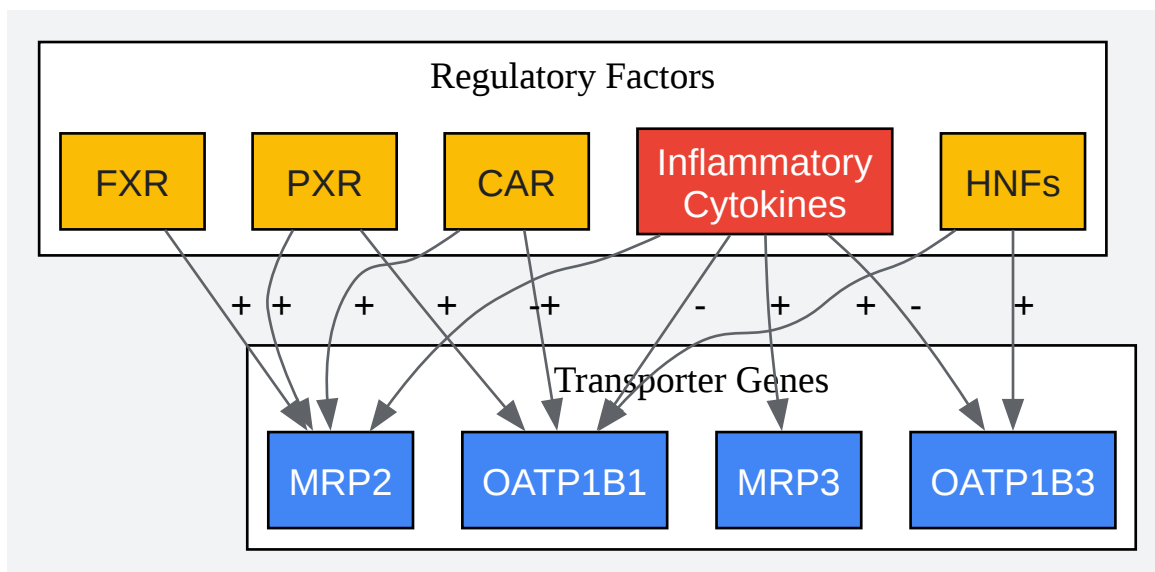 Regulatory Factors
FXR
PXR
CAR
Inflammatory
Cytokines
HNFs
+
+
+
+
-
+
-
+
+
-
+
Transporter Genes
MRP2
OATP1B1
MRP3
OATP1B3